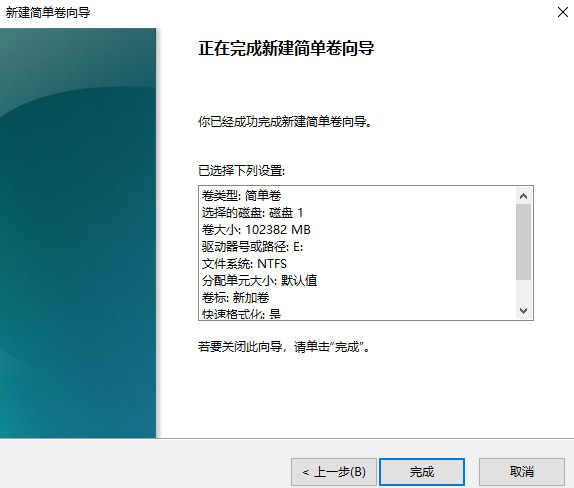 新建简单卷向导
正在完成新建简单卷向导
你已经成功完成新建简单卷向导。
已选择下列设置:
卷类型: 简单卷
选择的磁盘: 磁盘 1
卷大小: 102382 MB
驱动器号或路径: E:
文件系统: NTFS
分配单元大小: 默认值
卷标: 新加卷
快速格式化: 是
若要关闭此向导，请单击“完成”。
< 上一步(B)
完成
取消